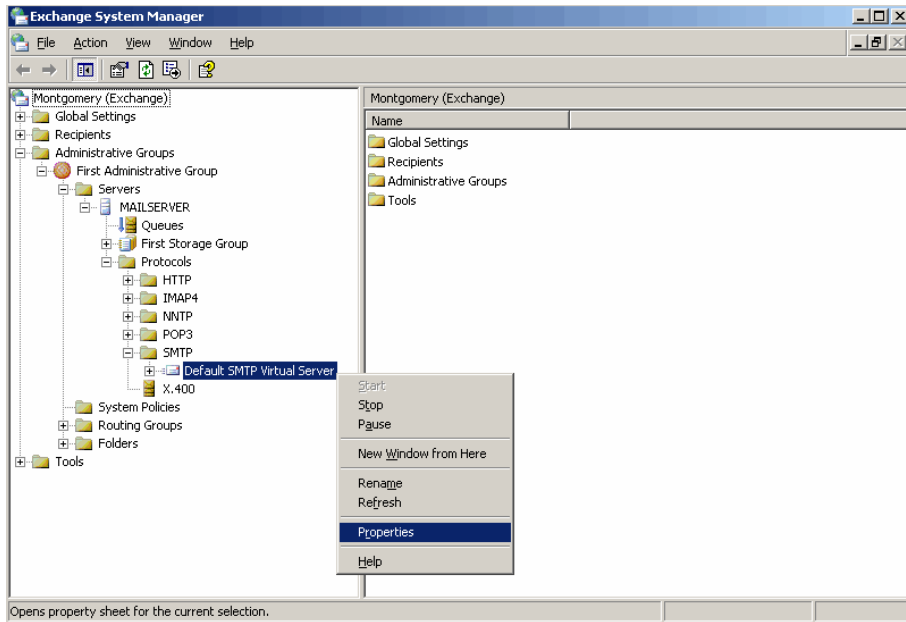 Exchange System Manager
File Action View Window Help
Montgomery (Exchange)
Global Settings
Recipients
Administrative Groups
First Administrative Group
Servers
MAILSERVER
Queues
First Storage Group
Protocols
HTTP
IMAP4
NNTP
POP3
SMTP
Default SMTP Virtual Server
X.400
System Policies
Routing Groups
Folders
Tools
Montgomery (Exchange)
Name
Global Settings
Recipients
Administrative Groups
Tools
Start
Stop
Pause
New Window from Here
Rename
Refresh
Properties
Help
Opens property sheet for the current selection.